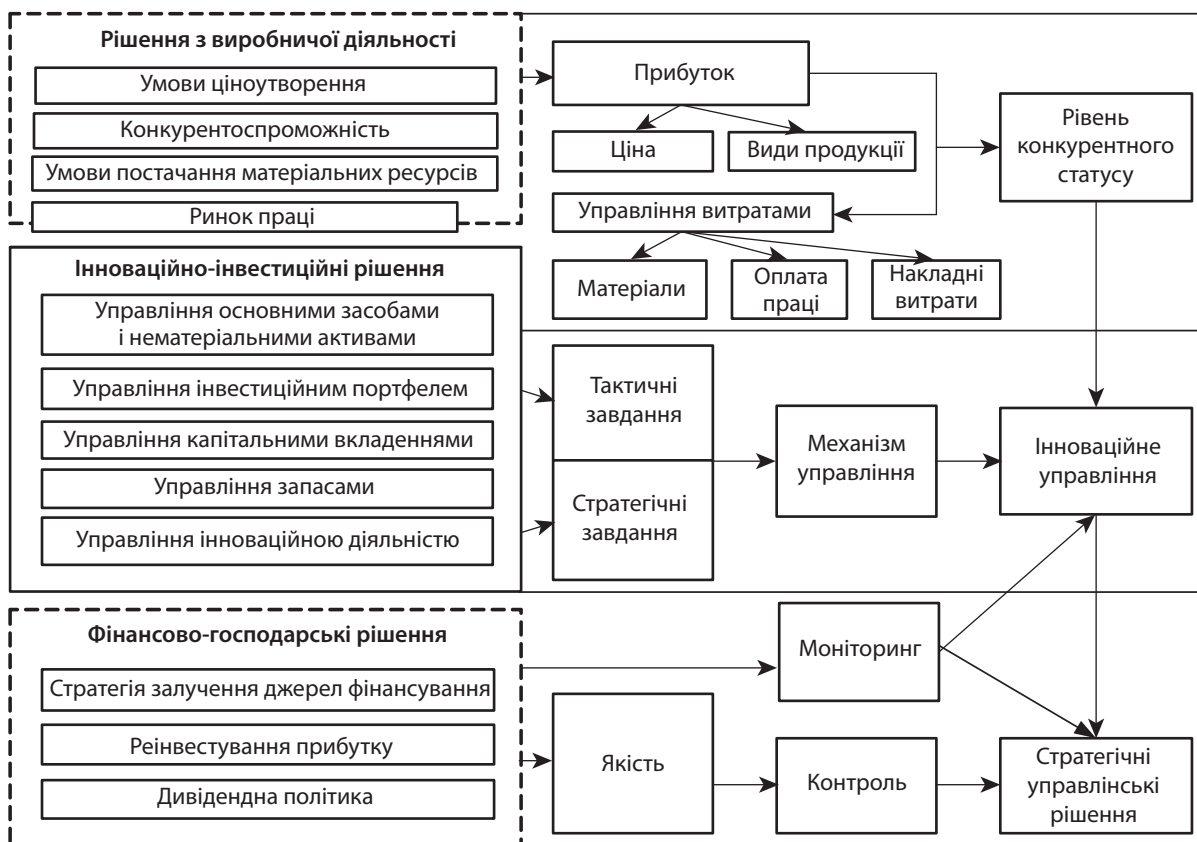 Рішення з виробничої діяльності
Умови ціноутворення
Конкурентоспроможність
Умови постачання матеріальних ресурсів
Ринок праці
Прибуток
Ціна
Види продукції
Управління витратами
Матеріали
Оплата
праці
Накладні
витрати
Рівень
конкурентного
статусу
Інноваційно-інвестиційні рішення
Управління основними засобами
і нематеріальними активами
Управління інвестиційним портфелем
Управління капітальними вкладеннями
Управління запасами
Управління інноваційною діяльністю
Тактичні
завдання
Стратегічні
завдання
Механізм
управління
Інноваційне
управління
Фінансово-господарські рішення
Стратегія залучення джерел фінансування
Реінвестування прибутку
Дивідендна політика
Моніторинг
Якість
Контроль
Стратегічні
управлінські
рішення